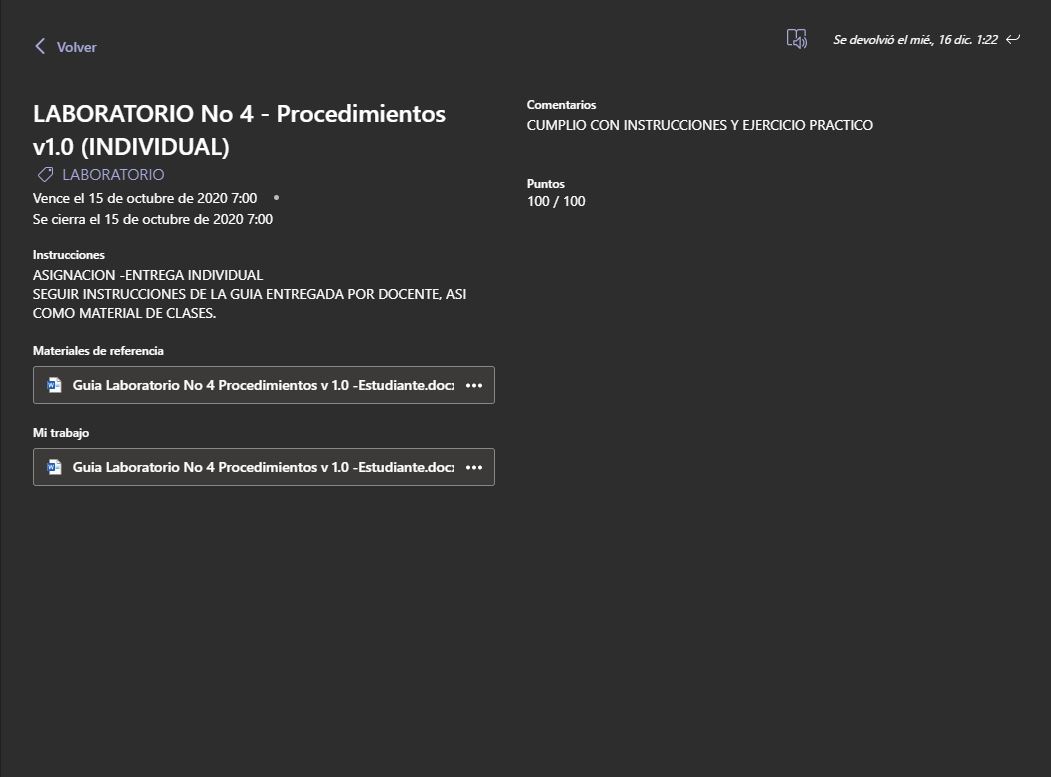 Volver
Se devolvió el mié., 16 dic. 1:22
LABORATORIO No 4 - Procedimientos
v1.0 (INDIVIDUAL)
LABORATORIO
Vence el 15 de octubre de 2020 7:00 •
Se cierra el 15 de octubre de 2020 7:00
Instrucciones
ASIGNACION -ENTREGA INDIVIDUAL
SEGUIR INSTRUCCIONES DE LA GUIA ENTREGADA POR DOCENTE, ASI
COMO MATERIAL DE CLASES.
Materiales de referencia
Guia Laboratorio No 4 Procedimientos v 1.0 -Estudiante.doc:
Mi trabajo
Guia Laboratorio No 4 Procedimientos v 1.0 -Estudiante.doc:
Comentarios
CUMPLIO CON INSTRUCCIONES Y EJERCICIO PRACTICO
Puntos
100 / 100